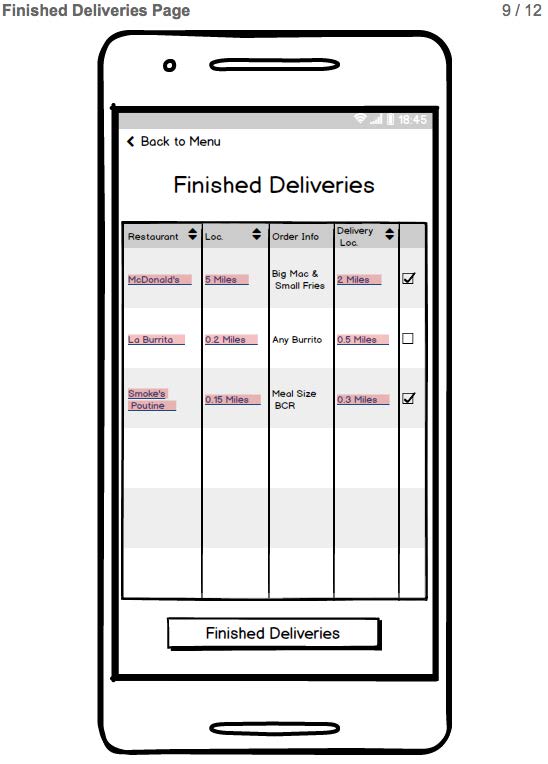 Finished Deliveries Page
9 / 12
18:45
Back to Menu
Finished Deliveries
Restaurant
Loc.
Order Info
Delivery
Loc.
McDonald's
5 Miles
Big Mac &
Small Fries
2 Miles
La Burrita
0.2 Miles
Any Burrito
0.5 Miles
Smoke's
Poutine
0.15 Miles
Meal Size
BCR
0.3 Miles
Finished Deliveries